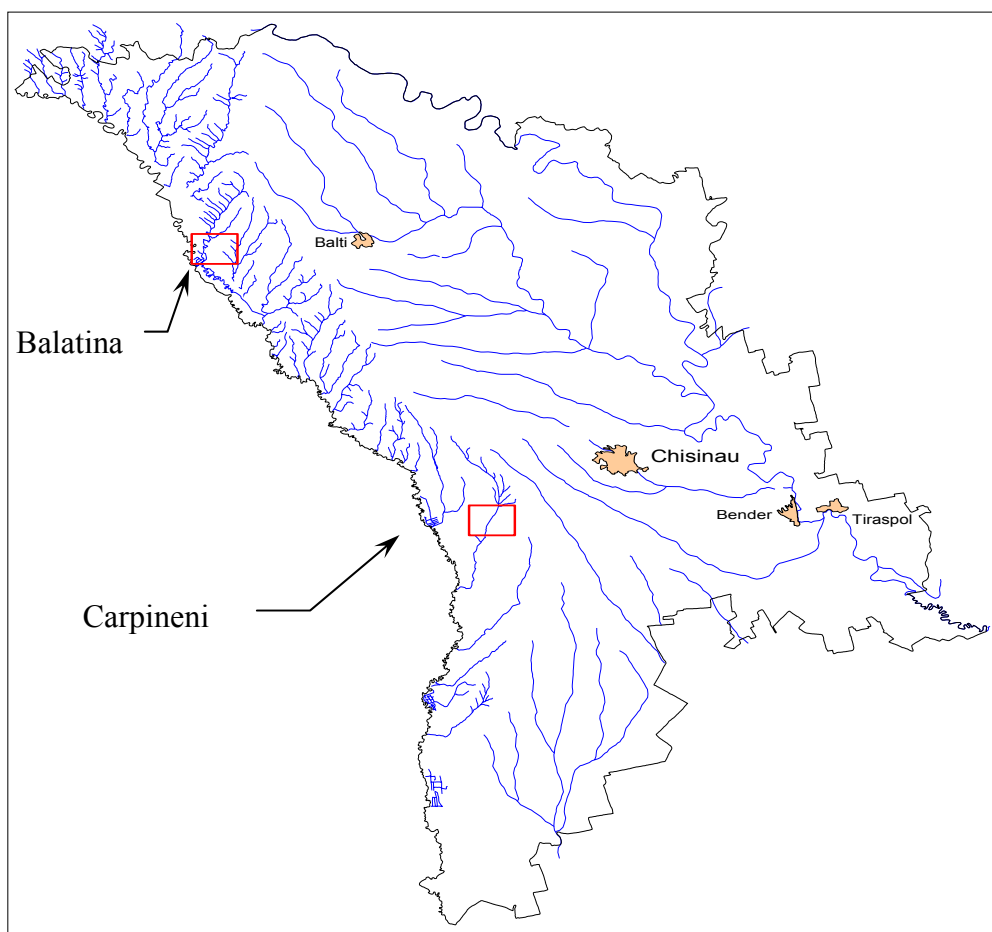 Balti
Balatina
Chisinau
Bender
Tiraspol
Carpineni